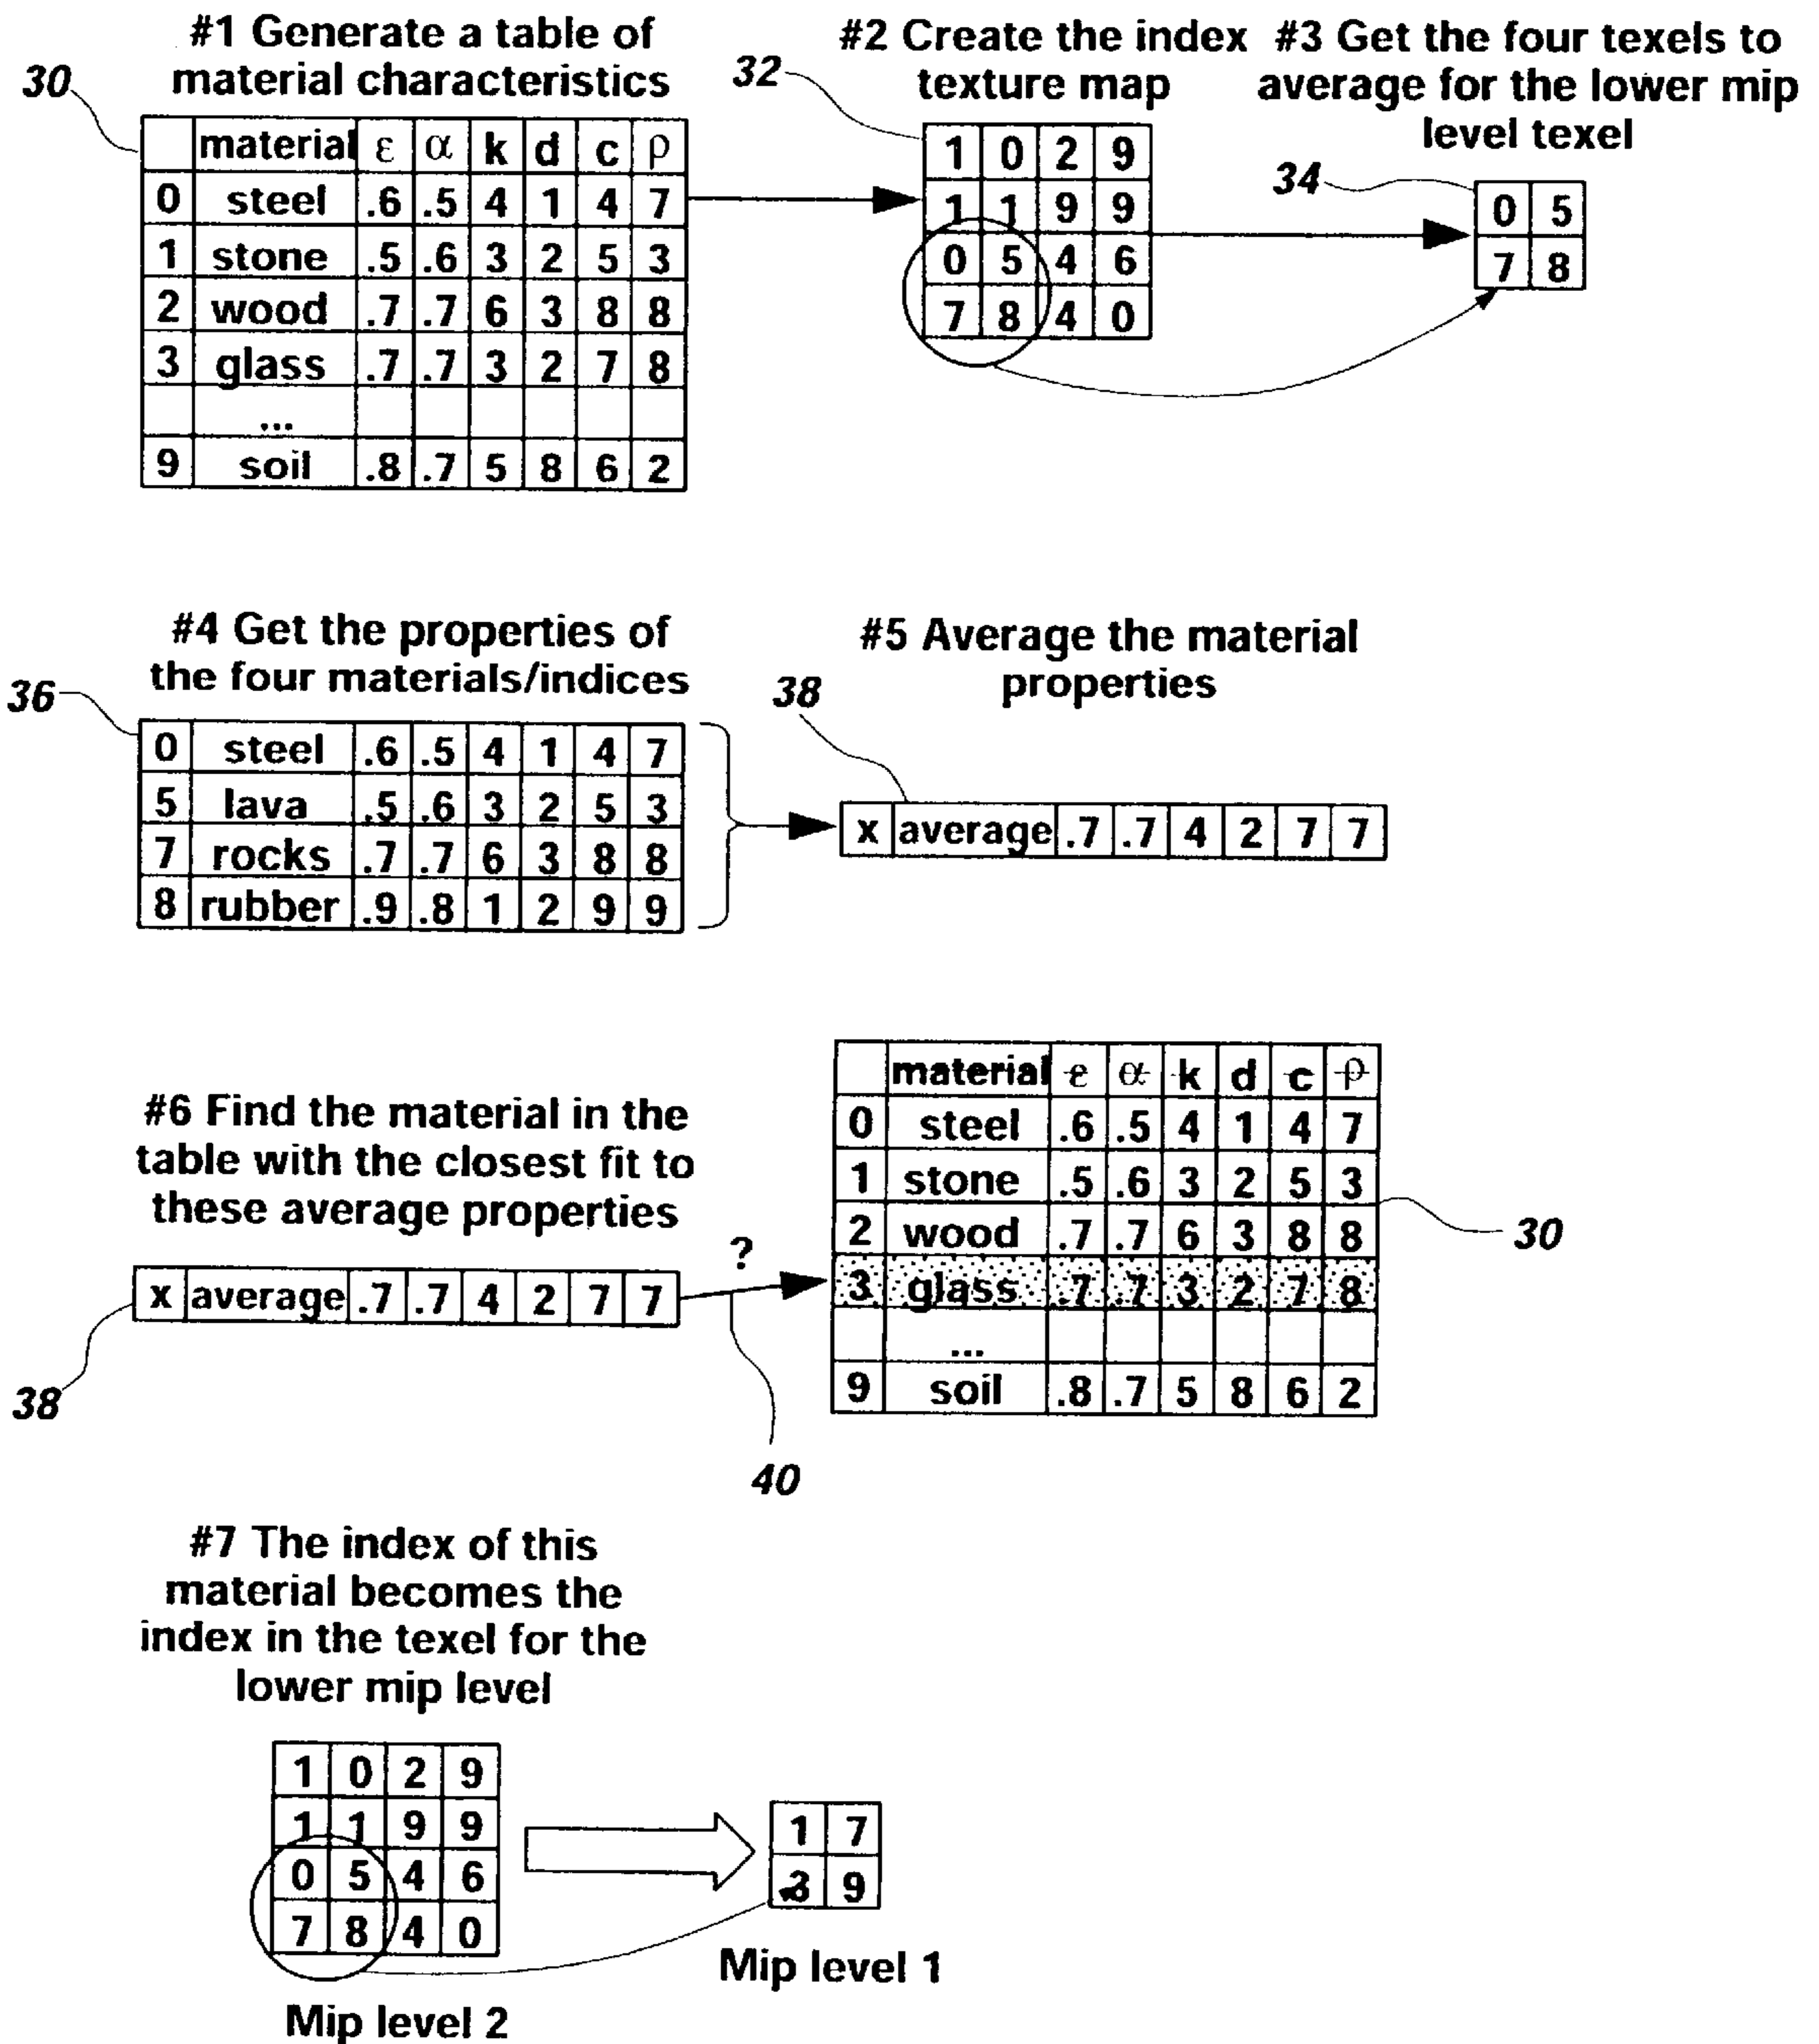 #1 Generate a table of
material characteristics
30
material ε α k d c ρ
0 steel .6 .5 4 1 4 7
1 stone .5 .6 3 2 5 3
2 wood .7 .7 6 3 8 8
3 glass .7 .7 3 2 7 8
...
9 soil .8 .7 5 8 6 2
#2 Create the index
texture map
32
1 0 2 9
1 1 9 9
0 5 4 6
7 8 4 0
#3 Get the four texels to
average for the lower mip
level texel
34
0 5
7 8
#4 Get the properties of
the four materials/indices
36
0 steel .6 .5 4 1 4 7
5 lava .5 .6 3 2 5 3
7 rocks .7 .7 6 3 8 8
8 rubber .9 .8 1 2 9 9
#5 Average the material
properties
38
x average .7 .7 4 2 7 7
#6 Find the material in the
table with the closest fit to
these average properties
x average .7 .7 4 2 7 7
38
?
40
material ε α k d c ρ
0 steel .6 .5 4 1 4 7
1 stone .5 .6 3 2 5 3
2 wood .7 .7 6 3 8 8
3 glass .7 .7 3 2 7 8
...
9 soil .8 .7 5 8 6 2
30
#7 The index of this
material becomes the
index in the texel for the
lower mip level
1 0 2 9
1 1 9 9
0 5 4 6
7 8 4 0
Mip level 2
1 7
3 9
Mip level 1